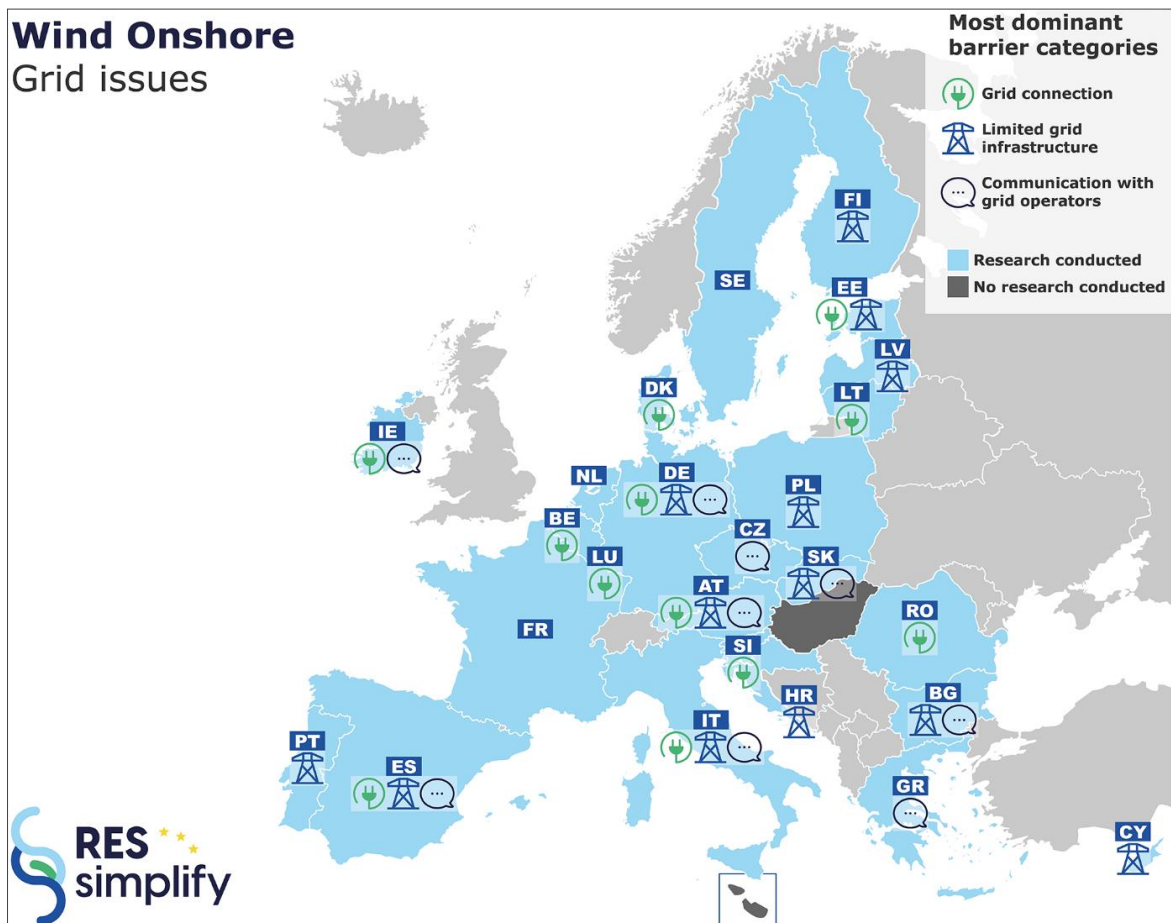 Wind Onshore
Grid issues
Most dominant
barrier categories
Grid connection
Limited grid
infrastructure
Communication with
grid operators
Research conducted
No research conducted
FI
SE
EE
LV
LT
DK
IE
NL
DE
PL
BE
CZ
LU
SK
AT
FR
RO
SI
HR
BG
IT
PT
ES
GR
CY
RES
simplify